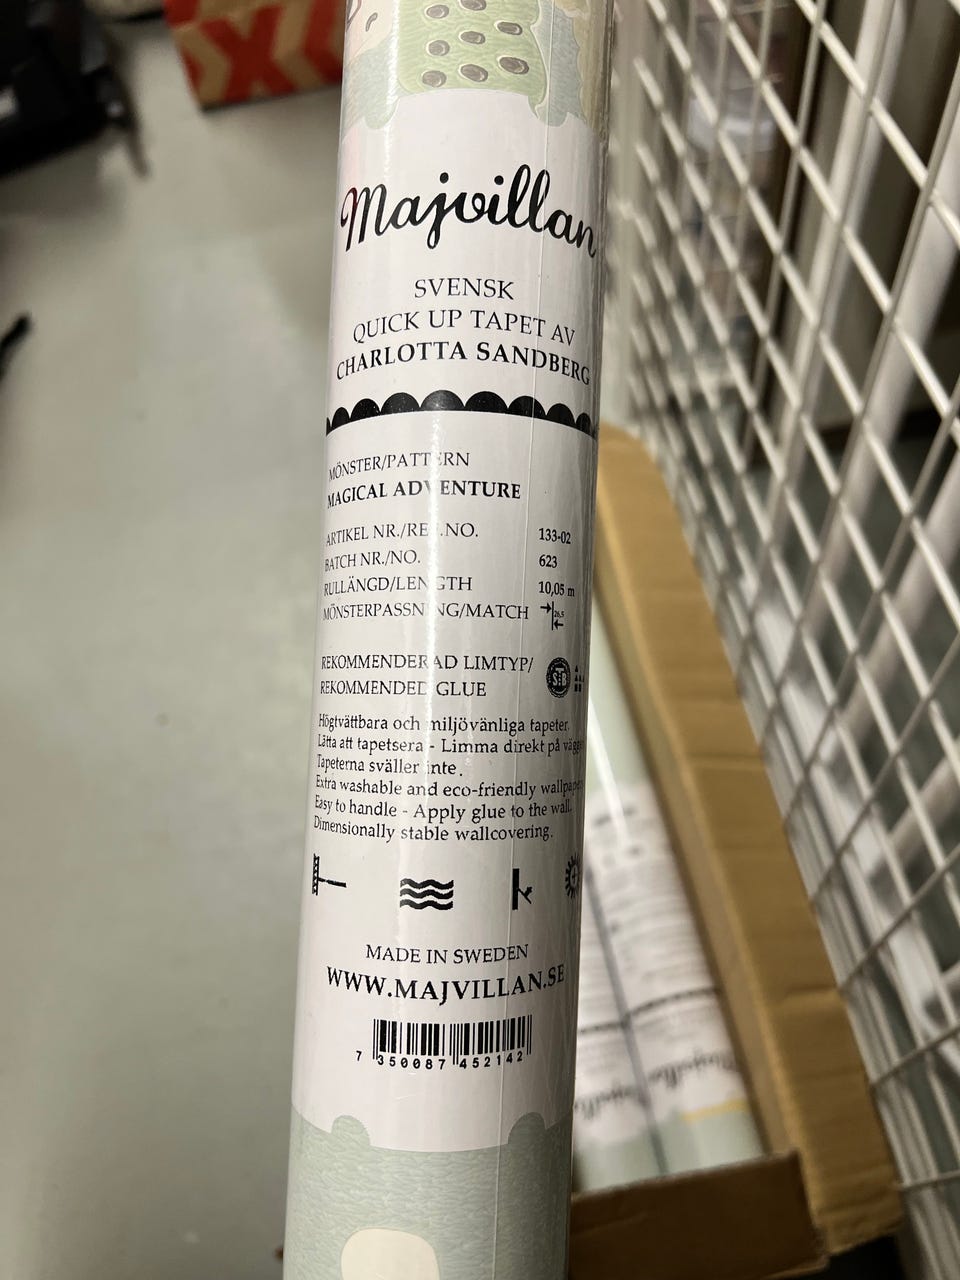 Majvillan
SVENSK
QUICK UP TAPET AV
CHARLOTTA SANDBERG
MÖNSTER/PATTERN
MAGICAL ADVENTURE
ARTIKEL NR./REF.NO. 133-02
BATCH NR./NO. 623
RULLÄNGD/LENGTH 10,05 m
MÖNSTERPASSNING/MATCH 26,5
REKOMMENDERAD LIMTYP/
REKOMMENDED GLUE
Högtvättbara och miljövänliga tapeter.
Lätta att tapetsera - Limma direkt på väggen
Tapeterna sväller inte.
Extra washable and eco-friendly wallpapers
Easy to handle - Apply glue to the wall.
Dimensionally stable wallcovering.
MADE IN SWEDEN
WWW.MAJVILLAN.SE
7 350087 452142